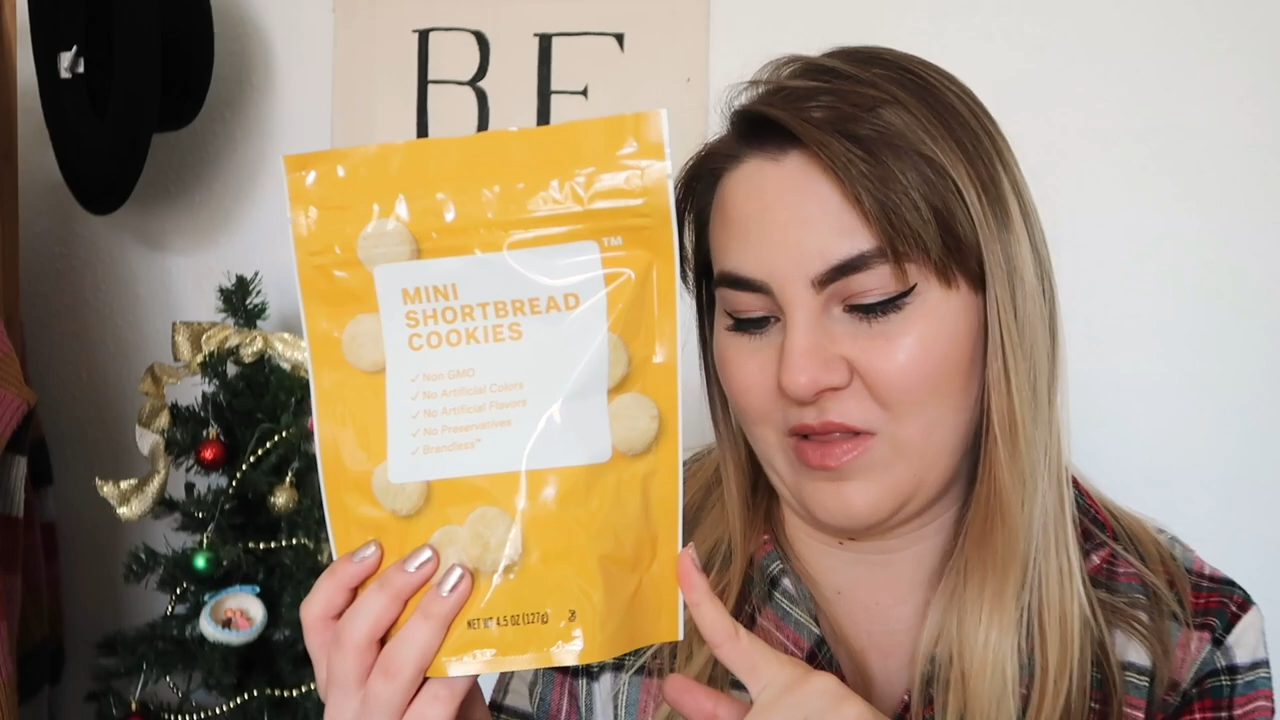 BE
TM
MINI
SHORTBREAD
COOKIES
✓ Non GMO
✓ No Artificial Colors
✓ No Artificial Flavors
✓ No Preservatives
✓ Brandless™
NET WT 4.5 OZ (127g)